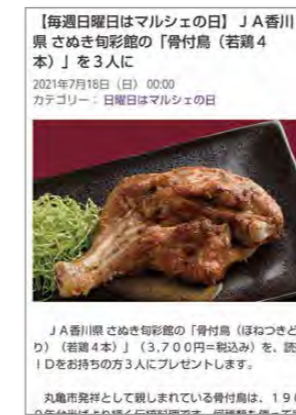 【毎週日曜日はマルシェの日】ＪＡ香川
県 さぬき旬彩館の「骨付鳥（若鶏４
本）」を３人に
2021年7月18日（日） 00:00
カテゴリー： 日曜日はマルシェの日
ＪＡ香川県 さぬき旬彩館の「骨付鳥（ほねつきど
り）（若鶏４本）」（３,７００円＝税込み）を、読
！Ｄをお持ちの方３人にプレゼントします。
丸亀市発祥として親しまれている骨付鳥は、１９